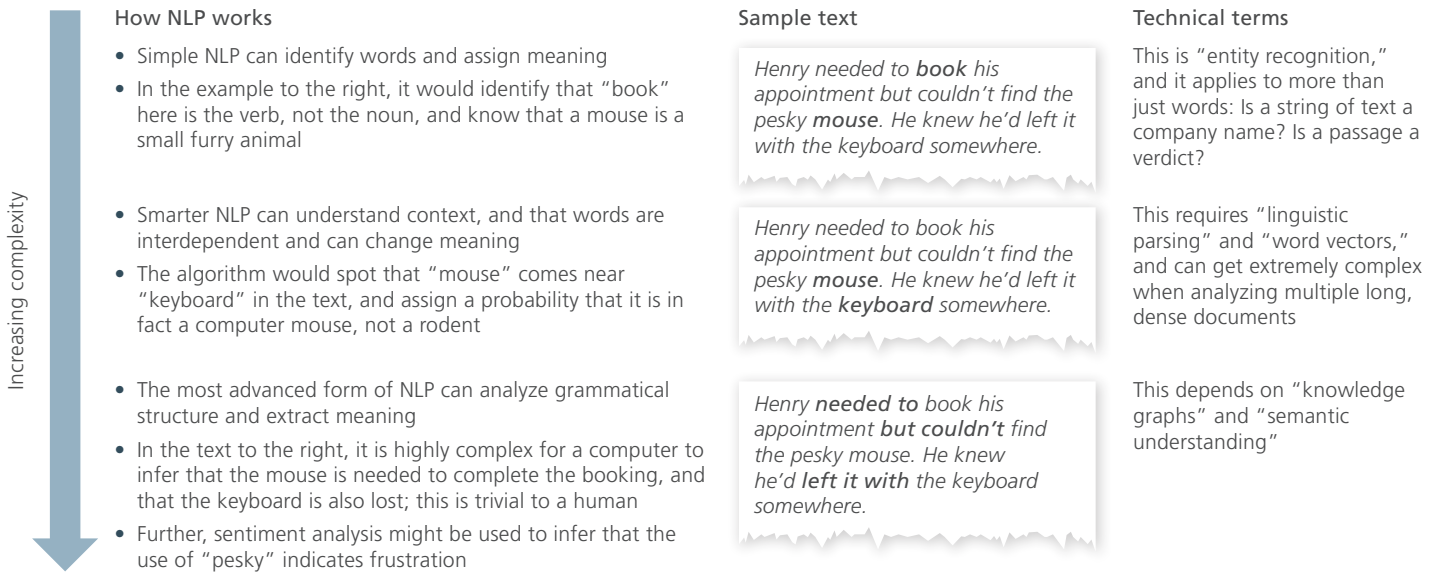 Increasing complexity
How NLP works
• Simple NLP can identify words and assign meaning
• In the example to the right, it would identify that “book”
here is the verb, not the noun, and know that a mouse is a
small furry animal
Sample text
Henry needed to book his
appointment but couldn’t find the
pesky mouse. He knew he’d left it
with the keyboard somewhere.
Technical terms
This is “entity recognition,”
and it applies to more than
just words: Is a string of text a
company name? Is a passage a
verdict?
• Smarter NLP can understand context, and that words are
interdependent and can change meaning
• The algorithm would spot that “mouse” comes near
“keyboard” in the text, and assign a probability that it is in
fact a computer mouse, not a rodent
Henry needed to book his
appointment but couldn’t find the
pesky mouse. He knew he’d left it
with the keyboard somewhere.
This requires “linguistic
parsing” and “word vectors,”
and can get extremely complex
when analyzing multiple long,
dense documents
• The most advanced form of NLP can analyze grammatical
structure and extract meaning
• In the text to the right, it is highly complex for a computer to
infer that the mouse is needed to complete the booking, and
that the keyboard is also lost; this is trivial to a human
• Further, sentiment analysis might be used to infer that the
use of “pesky” indicates frustration
Henry needed to book his
appointment but couldn’t find
the pesky mouse. He knew
he’d left it with the keyboard
somewhere.
This depends on “knowledge
graphs” and “semantic
understanding”